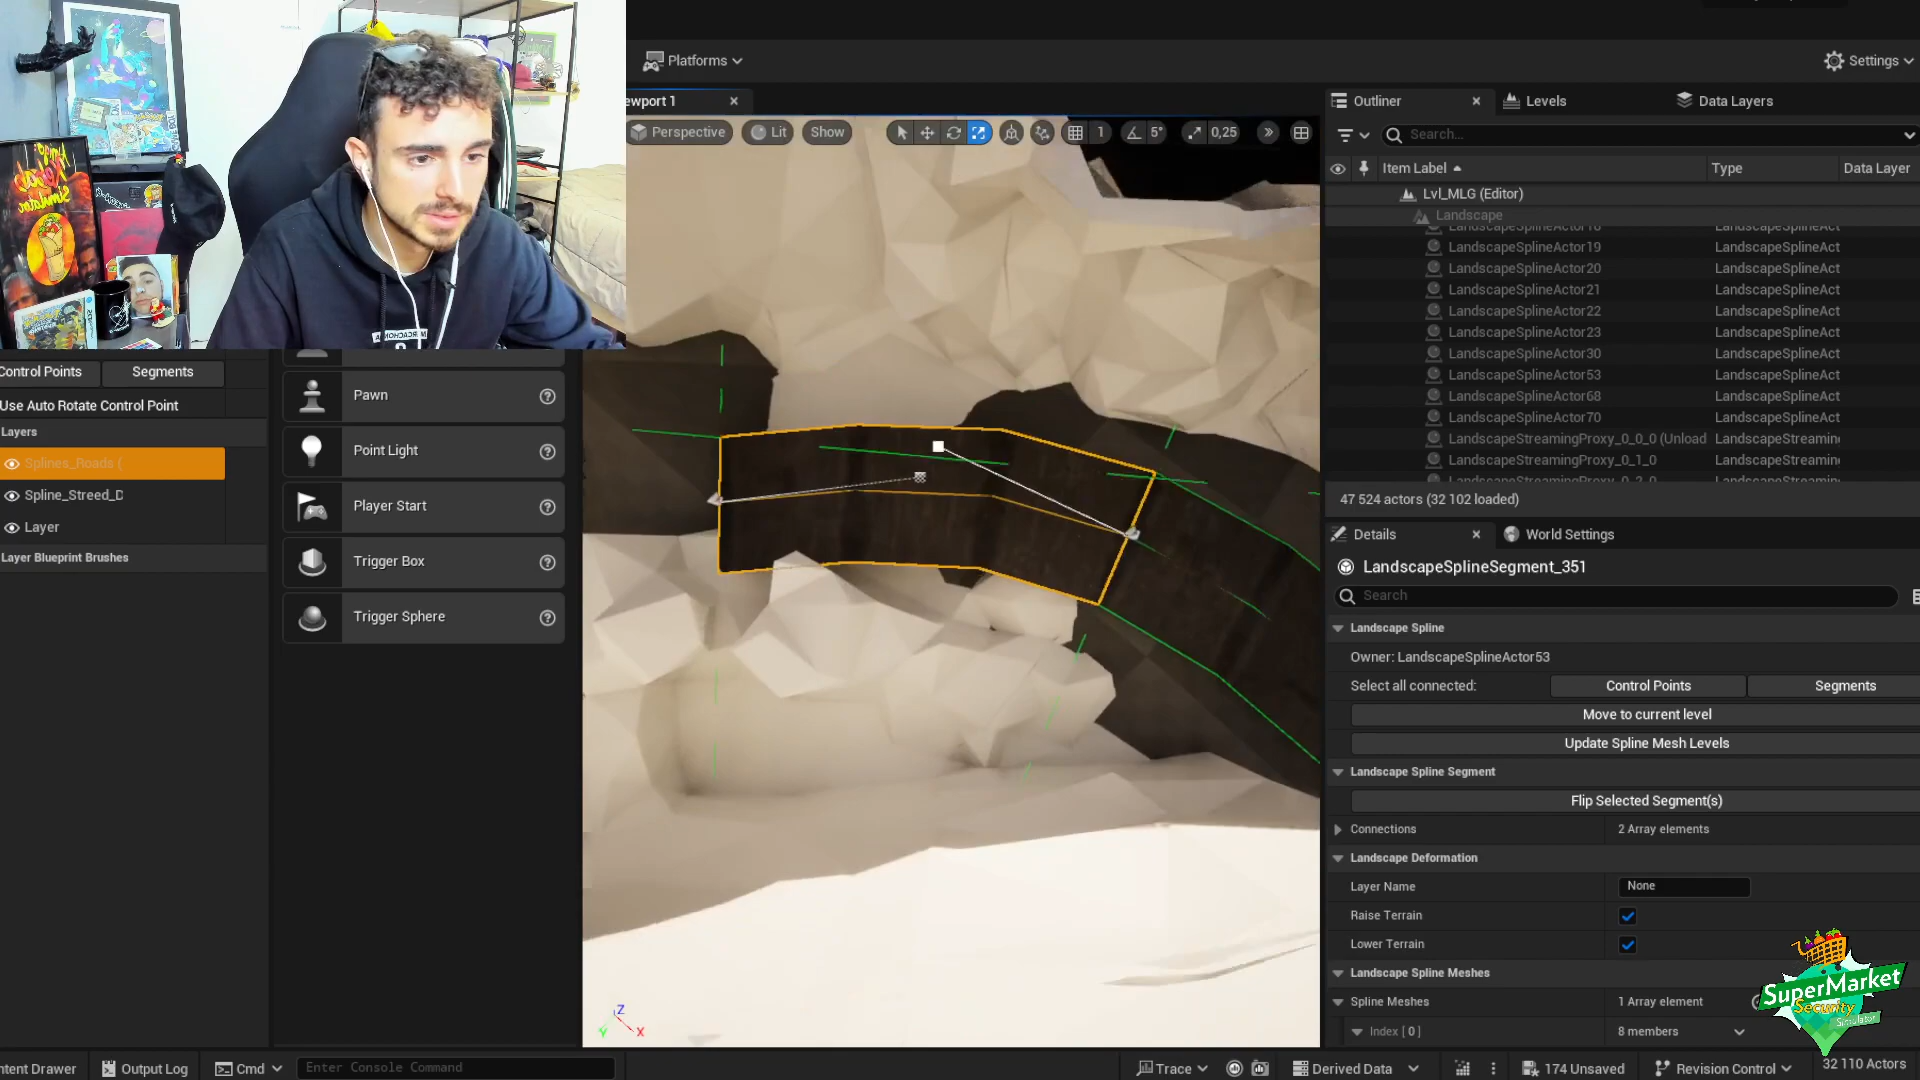 Platforms
Settings
ewport 1
Outliner
Levels
Data Layers
Perspective
Lit
Show
1
5°
0,25
Search...
Item Label
Type
Data Layer
Lvl_MLG (Editor)
Landscape
LandscapeSplineActor18 LandscapeSplineAct
LandscapeSplineActor19 LandscapeSplineAct
LandscapeSplineActor20 LandscapeSplineAct
LandscapeSplineActor21 LandscapeSplineAct
LandscapeSplineActor22 LandscapeSplineAct
LandscapeSplineActor23 LandscapeSplineAct
LandscapeSplineActor30 LandscapeSplineAct
LandscapeSplineActor53 LandscapeSplineAct
LandscapeSplineActor68 LandscapeSplineAct
LandscapeSplineActor70 LandscapeSplineAct
LandscapeStreamingProxy_0_0_0 (Unload LandscapeStreaming
LandscapeStreamingProxy_0_1_0 LandscapeStreaming
LandscapeStreamingProxy_0_2_0 LandscapeStreaming
47 524 actors (32 102 loaded)
Control Points
Segments
Use Auto Rotate Control Point
Layers
Splines_Roads (
Spline_Streed_D
Layer
Layer Blueprint Brushes
Pawn
Point Light
Player Start
Trigger Box
Trigger Sphere
Z
Y
X
Details
World Settings
LandscapeSplineSegment_351
Search
Landscape Spline
Owner: LandscapeSplineActor53
Select all connected:
Control Points
Segments
Move to current level
Update Spline Mesh Levels
Landscape Spline Segment
Flip Selected Segment(s)
Connections
2 Array elements
Landscape Deformation
Layer Name
None
Raise Terrain
Lower Terrain
Landscape Spline Meshes
Spline Meshes
1 Array element
Index [ 0 ]
8 members
SuperMarket
Security
Simulator
ntent Drawer
Output Log
Cmd
Enter Console Command
Trace
Derived Data
174 Unsaved
Revision Control
32 110 Actors